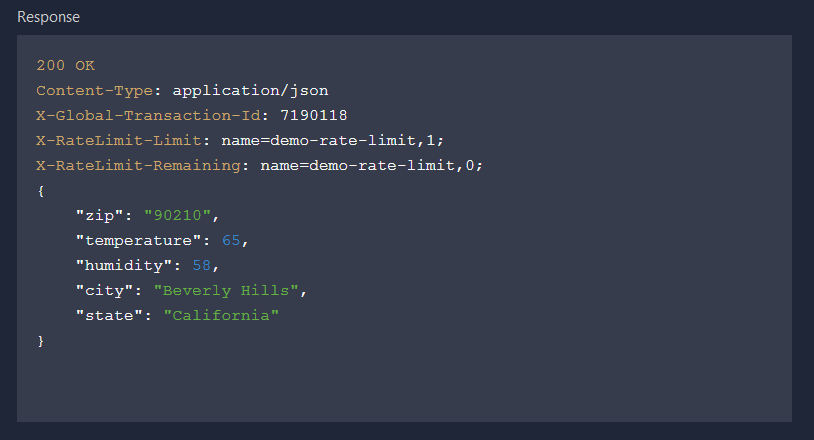 Response
200 OK
Content-Type: application/json
X-Global-Transaction-Id: 7190118
X-RateLimit-Limit: name=demo-rate-limit,1;
X-RateLimit-Remaining: name=demo-rate-limit,0;
{
    "zip": "90210",
    "temperature": 65,
    "humidity": 58,
    "city": "Beverly Hills",
    "state": "California"
}